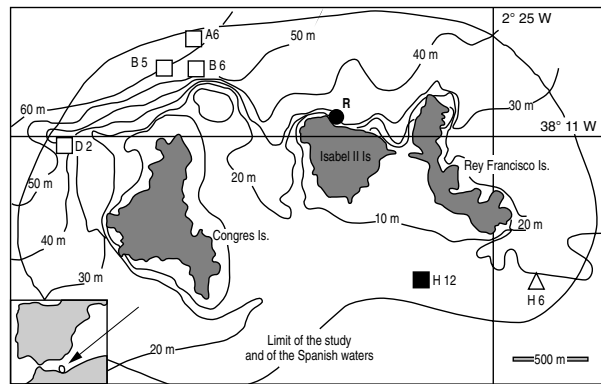 2° 25 W
A6
50 m
B 5
B 6
40 m
60 m
R
30 m
38° 11 W
D 2
Isabel II Is
Rey Francisco Is.
50 m
20 m
10 m
20 m
Congres Is.
40 m
30 m
H 12
H 6
20 m
Limit of the study
and of the Spanish waters
500 m